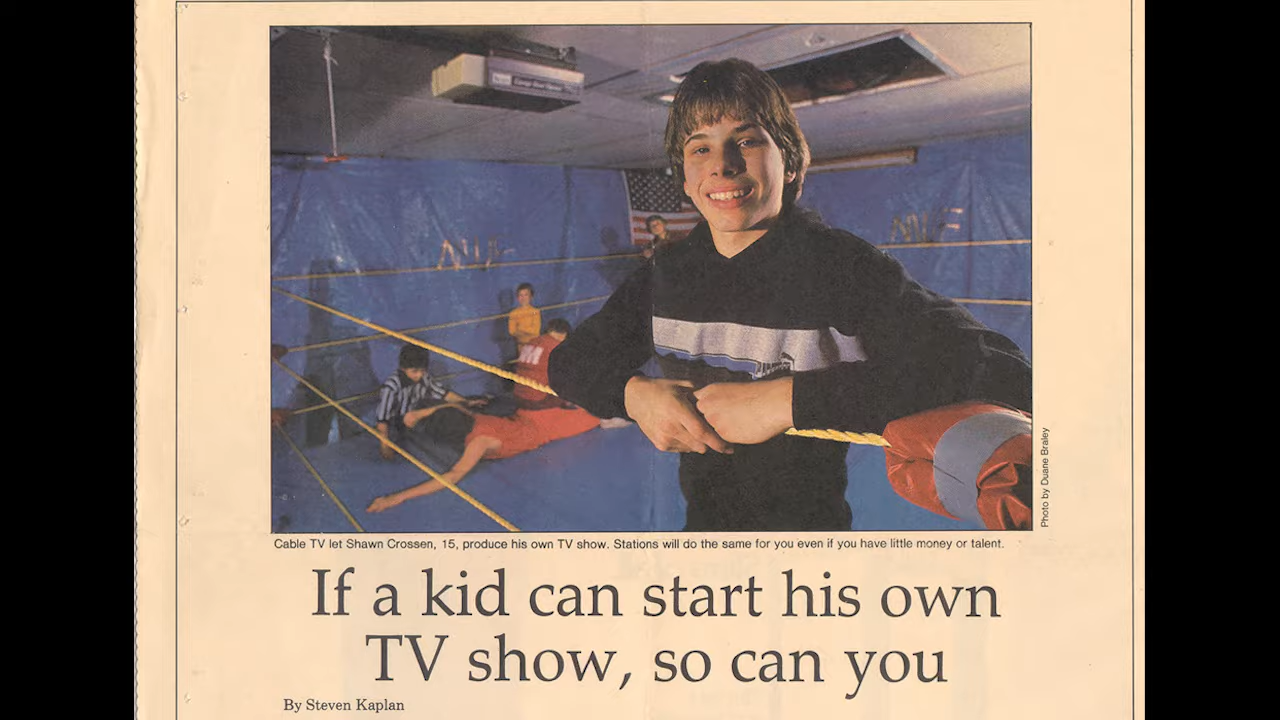 NWF
NWF
Photo by Duane Braley
Cable TV let Shawn Crossen, 15, produce his own TV show. Stations will do the same for you even if you have little money or talent.
If a kid can start his own
TV show, so can you
By Steven Kaplan